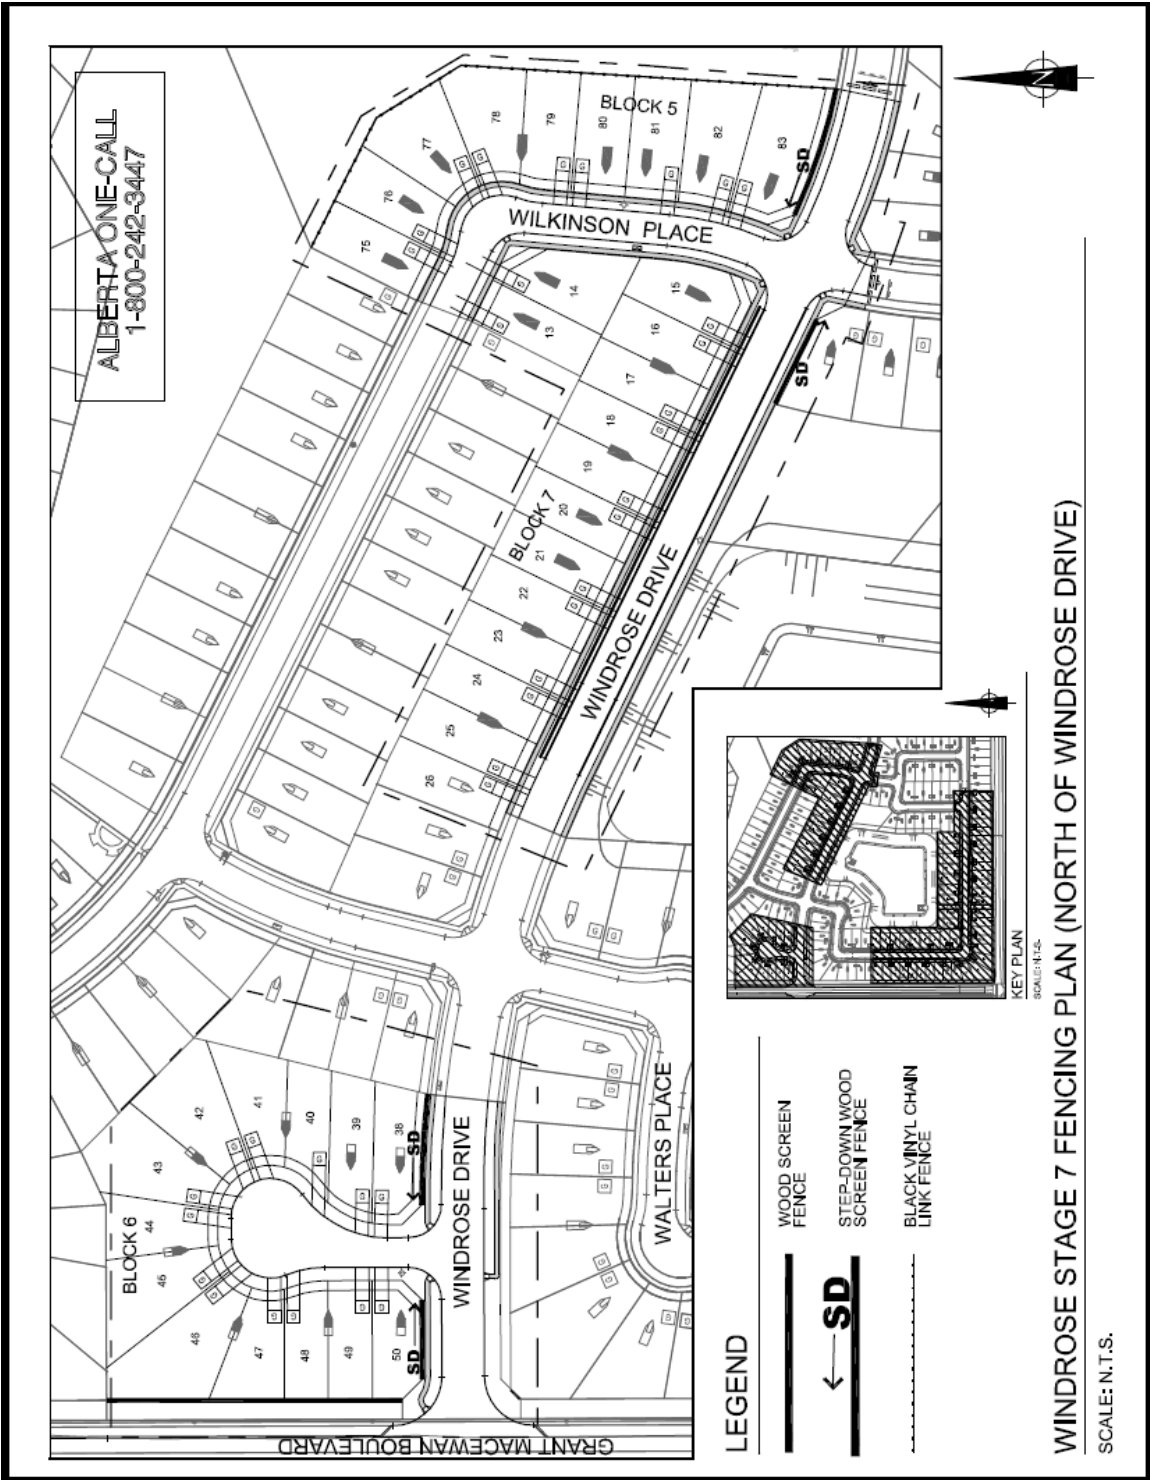 ALBERTA ONE-CALL
1-800-242-3447
N
BLOCK 5
75
76
77
78
79
80
81
82
83
SD
WILKINSON PLACE
13
14
15
16
17
18
19
20
21
22
23
24
25
26
BLOCK 7
WINDROSE DRIVE
SD
BLOCK 6
38
39
40
41
42
43
44
45
46
47
48
49
50
SD
SD
WINDROSE DRIVE
WALTERS PLACE
GRANT MACEWAN BOULEVARD
LEGEND
WOOD SCREEN
FENCE
SD
STEP-DOWN WOOD
SCREEN FENCE
BLACK VINYL CHAIN
LINK FENCE
KEY PLAN
SCALE: N.T.S.
WINDROSE STAGE 7 FENCING PLAN (NORTH OF WINDROSE DRIVE)
SCALE: N.T.S.